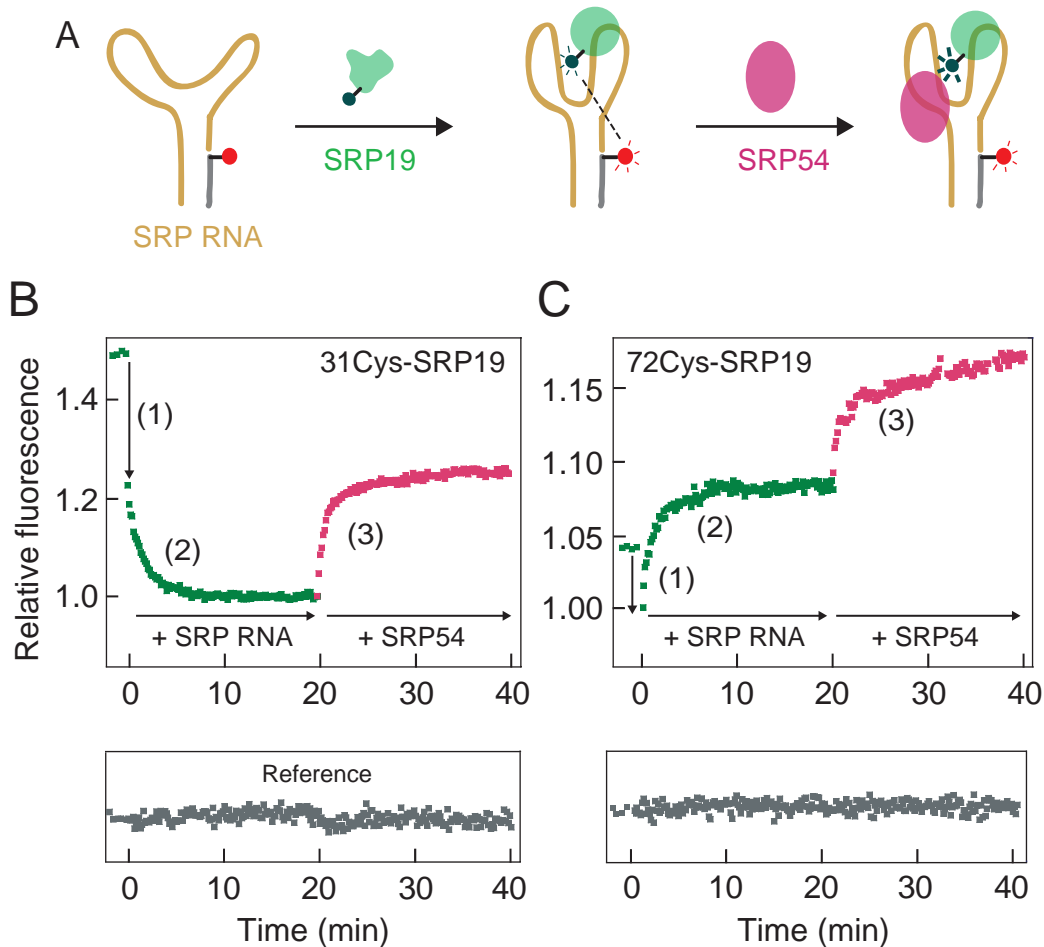 A
SRP19
SRP54
SRP RNA
B
C
Relative fluorescence
31Cys-SRP19
72Cys-SRP19
1.4
1.2
1.0
(1)
(2)
(3)
+ SRP RNA
+ SRP54
0
10
20
30
40
1.15
1.10
1.05
1.00
(1)
(2)
(3)
+ SRP RNA
+ SRP54
0
10
20
30
40
Reference
0
10
20
30
40
Time (min)
0
10
20
30
40
Time (min)